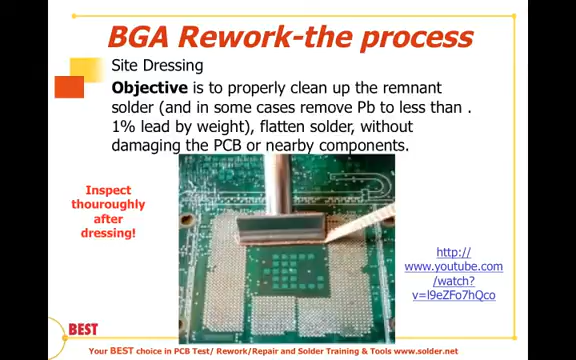 BGA Rework-the process
Site Dressing
Objective is to properly clean up the remnant
solder (and in some cases remove Pb to less than .
1% lead by weight), flatten solder, without
damaging the PCB or nearby components.
Inspect
thouroughly
after
dressing!
http://
www.youtube.com
/watch?
v=l9eZFo7hQco
BEST
Your BEST choice in PCB Test/ Rework/Repair and Solder Training & Tools www.solder.net